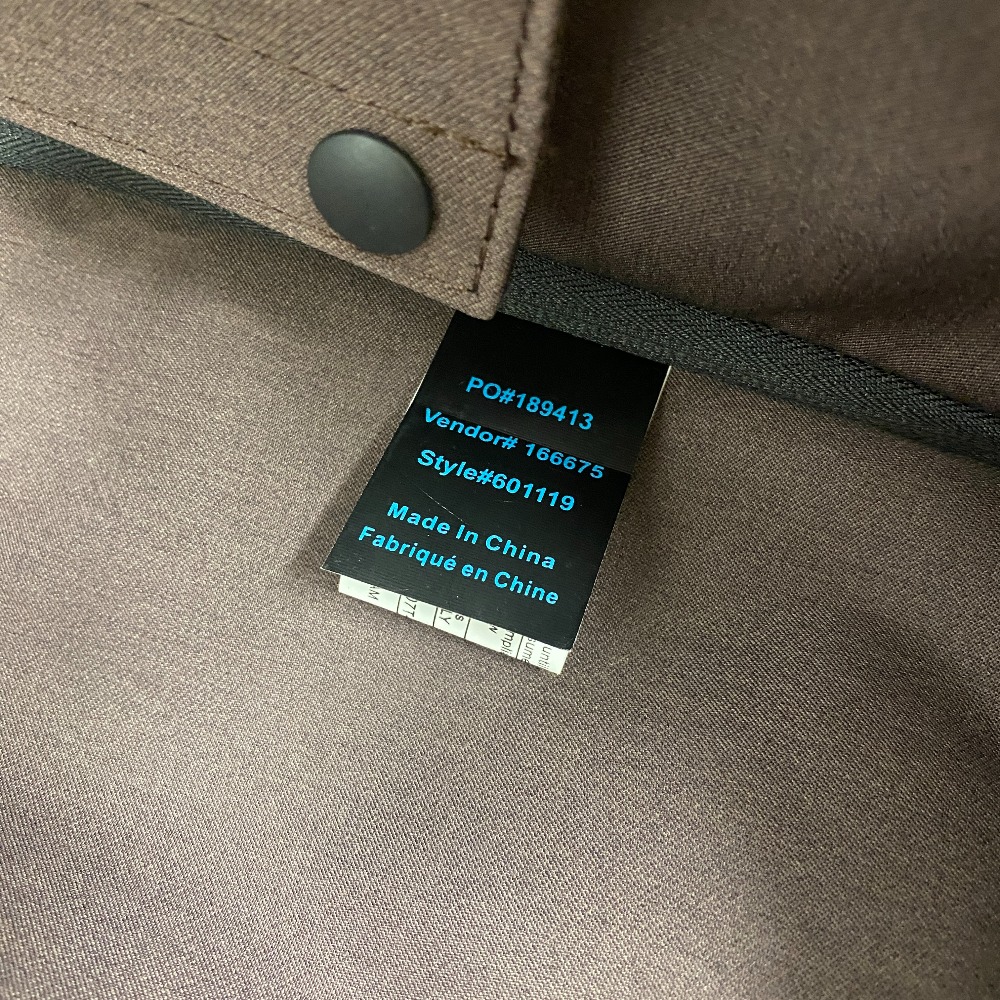 PO#189413
Vendor# 166675
Style#601119
Made In China
Fabriqué en Chine